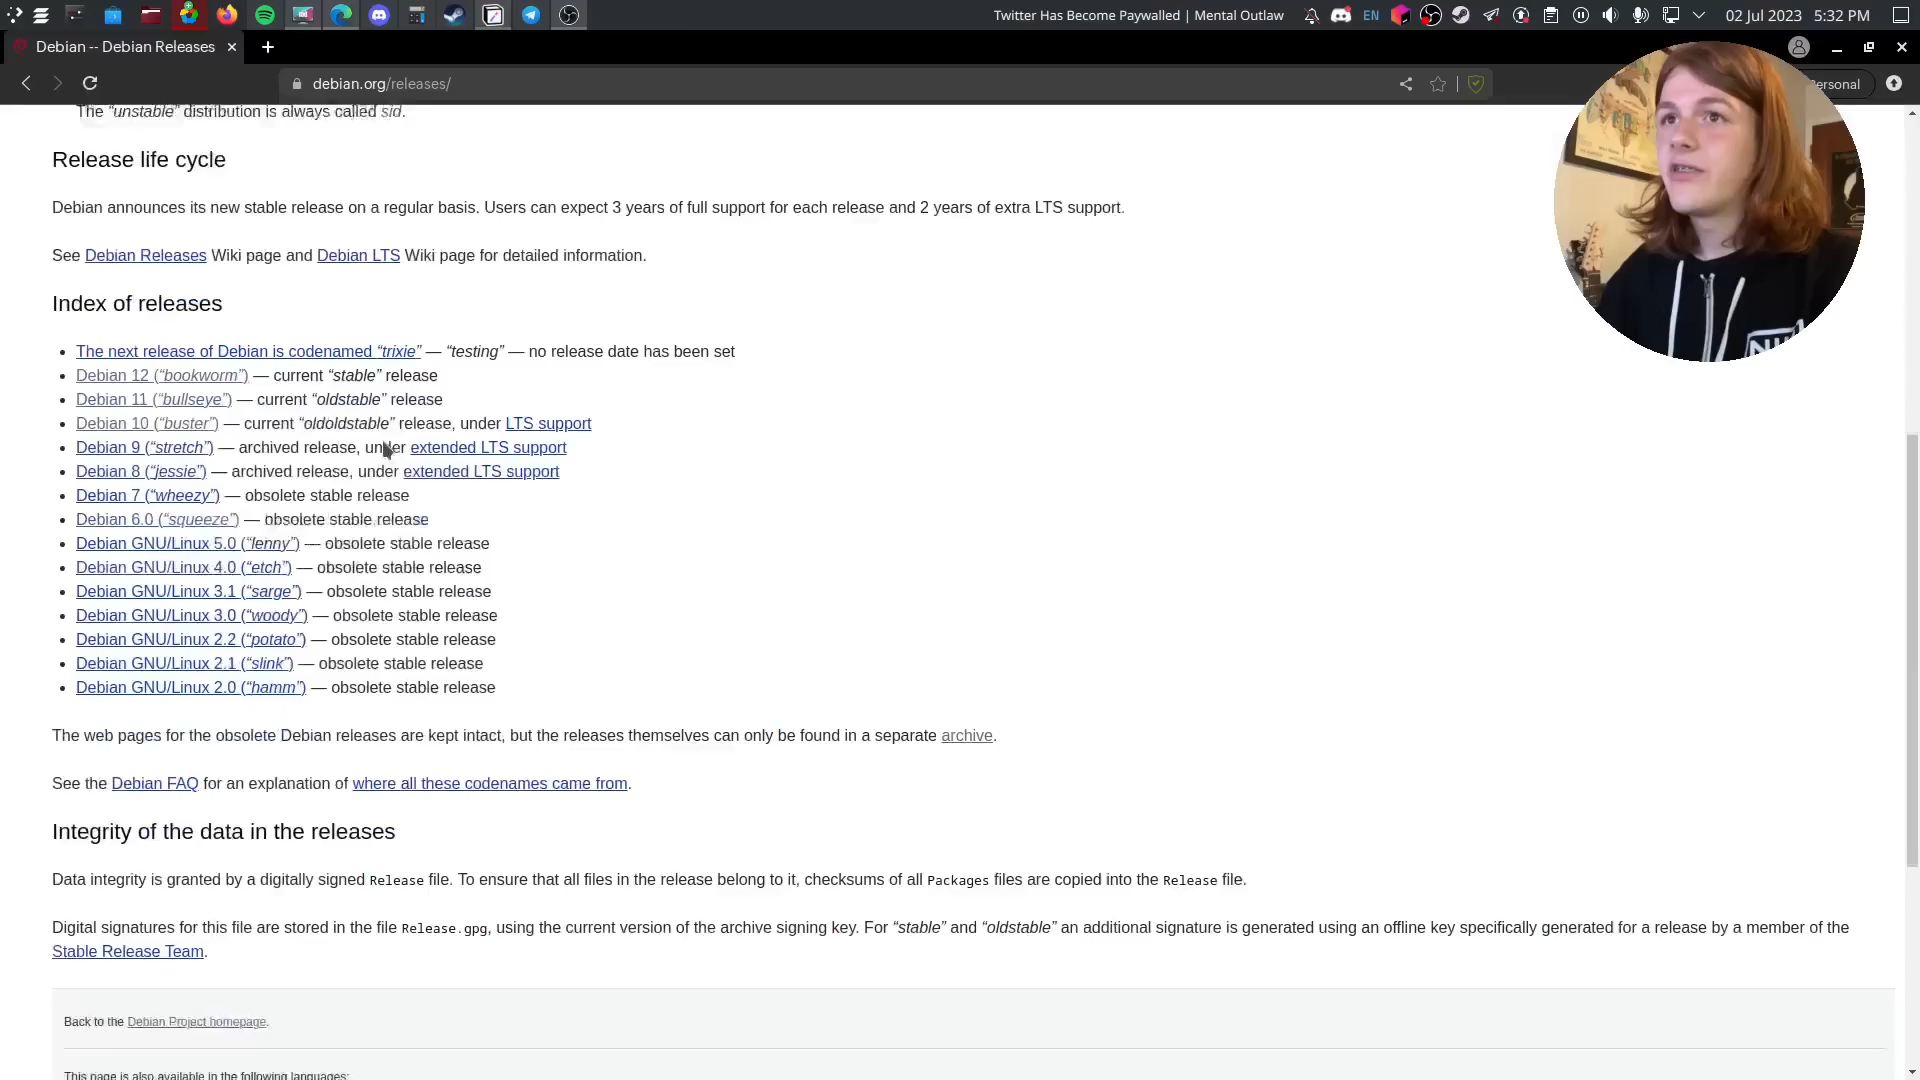 Twitter Has Become Paywalled | Mental Outlaw
EN
02 Jul 2023
5:32 PM
Debian -- Debian Releases
debian.org/releases/
ersonal
The “unstable” distribution is always called sid.
Release life cycle
Debian announces its new stable release on a regular basis. Users can expect 3 years of full support for each release and 2 years of extra LTS support.
See Debian Releases Wiki page and Debian LTS Wiki page for detailed information.
Index of releases
The next release of Debian is codenamed “trixie” — “testing” — no release date has been set
Debian 12 (“bookworm”) — current “stable” release
Debian 11 (“bullseye”) — current “oldstable” release
Debian 10 (“buster”) — current “oldoldstable” release, under LTS support
Debian 9 (“stretch”) — archived release, under extended LTS support
Debian 8 (“jessie”) — archived release, under extended LTS support
Debian 7 (“wheezy”) — obsolete stable release
Debian 6.0 (“squeeze”) — obsolete stable release
Debian GNU/Linux 5.0 (“lenny”) — obsolete stable release
Debian GNU/Linux 4.0 (“etch”) — obsolete stable release
Debian GNU/Linux 3.1 (“sarge”) — obsolete stable release
Debian GNU/Linux 3.0 (“woody”) — obsolete stable release
Debian GNU/Linux 2.2 (“potato”) — obsolete stable release
Debian GNU/Linux 2.1 (“slink”) — obsolete stable release
Debian GNU/Linux 2.0 (“hamm”) — obsolete stable release
The web pages for the obsolete Debian releases are kept intact, but the releases themselves can only be found in a separate archive.
See the Debian FAQ for an explanation of where all these codenames came from.
Integrity of the data in the releases
Data integrity is granted by a digitally signed Release file. To ensure that all files in the release belong to it, checksums of all Packages files are copied into the Release file.
Digital signatures for this file are stored in the file Release.gpg, using the current version of the archive signing key. For “stable” and “oldstable” an additional signature is generated using an offline key specifically generated for a release by a member of the
Stable Release Team.
Back to the Debian Project homepage.
This page is also available in the following languages: